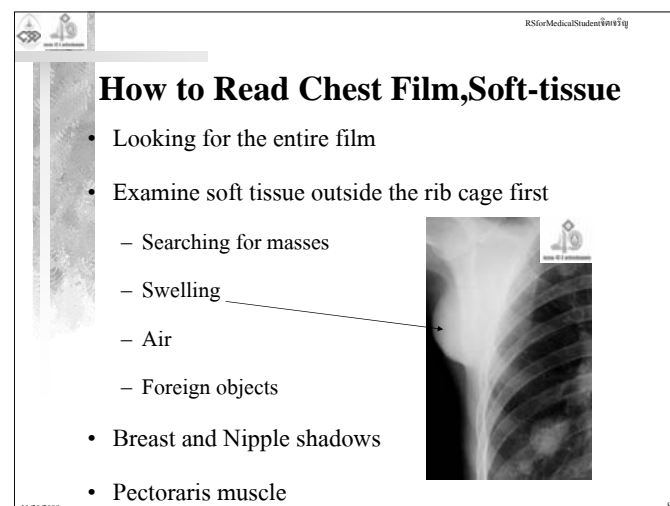 RSforMedicalStudentจิตเจริญ
How to Read Chest Film,Soft-tissue
• Looking for the entire film
• Examine soft tissue outside the rib cage first
– Searching for masses
– Swelling
– Air
– Foreign objects
• Breast and Nipple shadows
• Pectoraris muscle